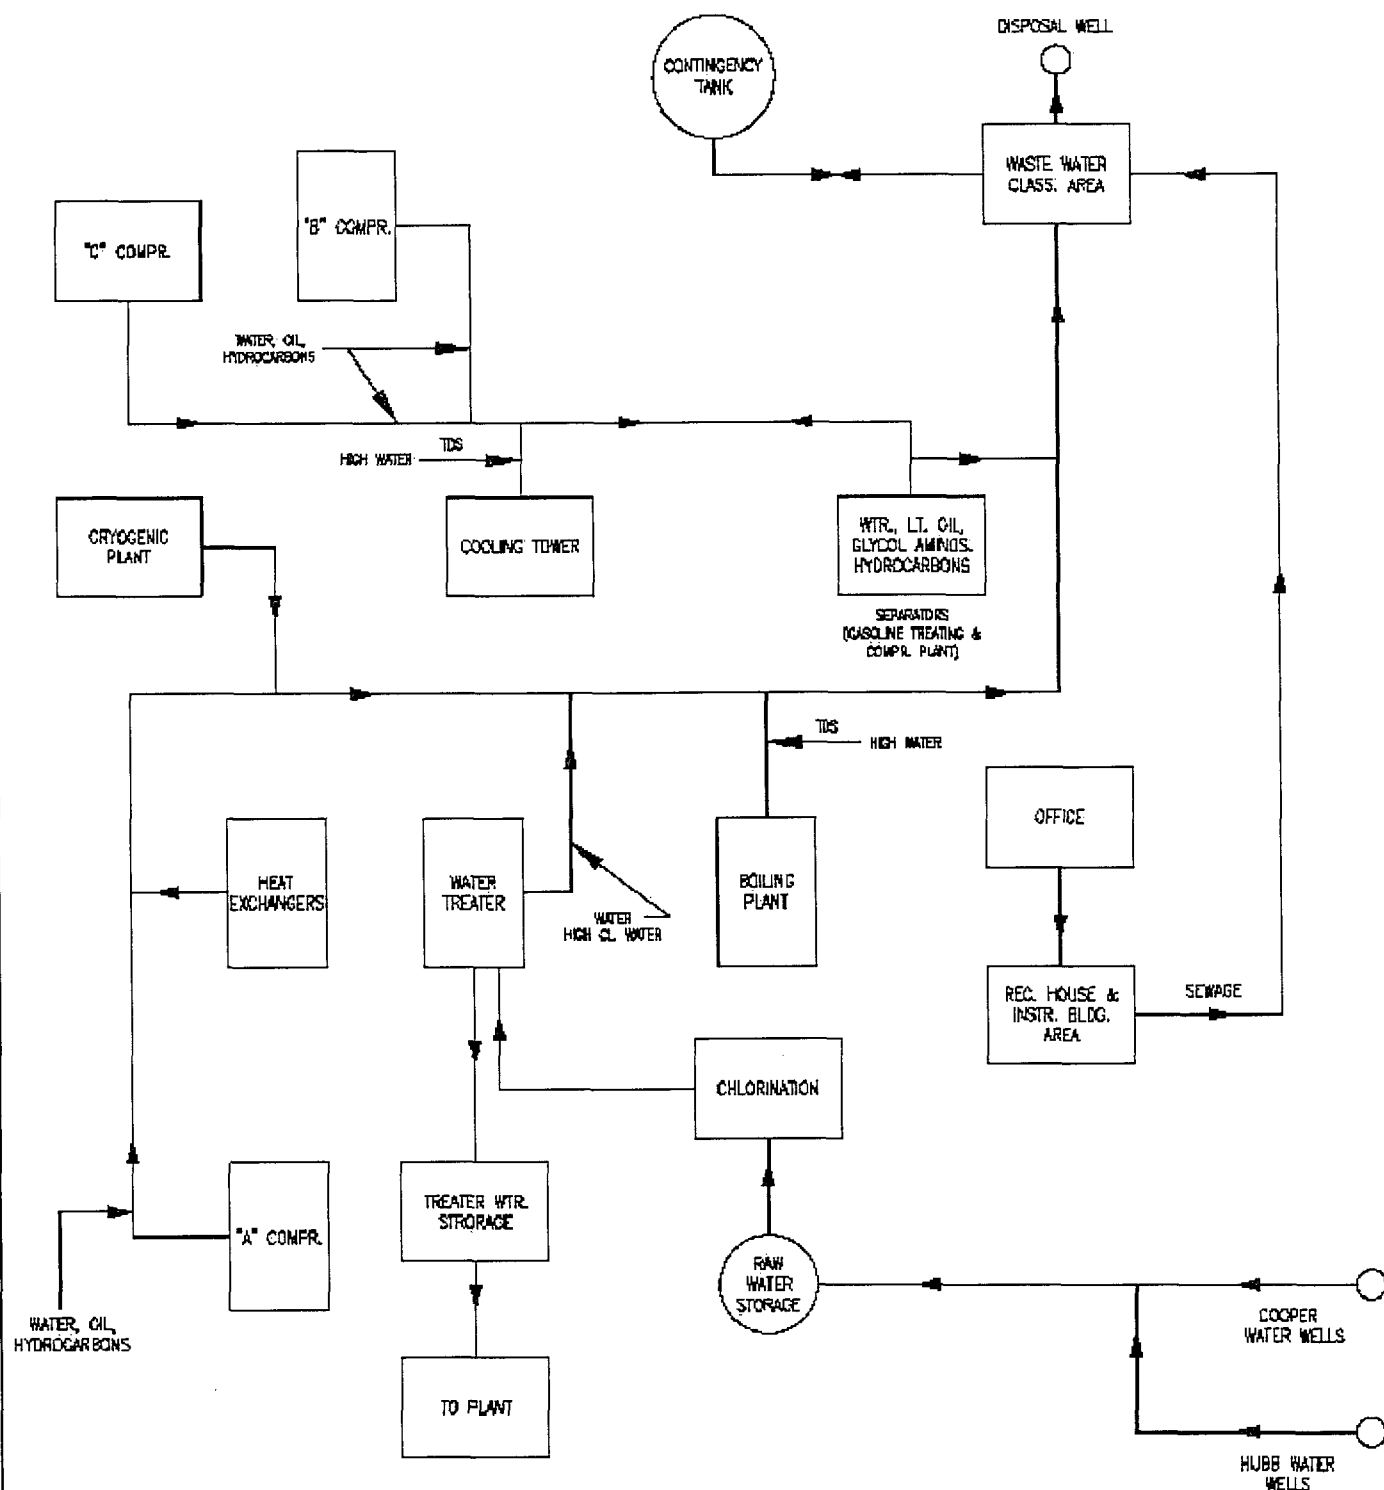 DISPOSAL WELL
CONTINGENCY
TANK
WASTE WATER
CLASS. AREA
"B" COMPR.
"C" COMPR.
WATER, OIL,
HYDROCARBONS
TDS
HIGH WATER
CRYOGENIC
PLANT
COOLING TOWER
WTR., LT. OIL,
GLYCOL AMINOS.
HYDROCARBONS
SEPARATORS
(GASOLINE TREATING &
COMPR. PLANT)
TDS
HIGH WATER
OFFICE
HEAT
EXCHANGERS
WATER
TREATER
BOILING
PLANT
WATER
HIGH CL. WATER
REC. HOUSE &
INSTR. BLDG.
AREA
SEWAGE
CHLORINATION
TREATER WTR.
STRORAGE
"A" COMPR.
RAW
WATER
STORAGE
WATER, OIL,
HYDROCARBONS
COOPER
WATER WELLS
TO PLANT
HUBB WATER
WELLS